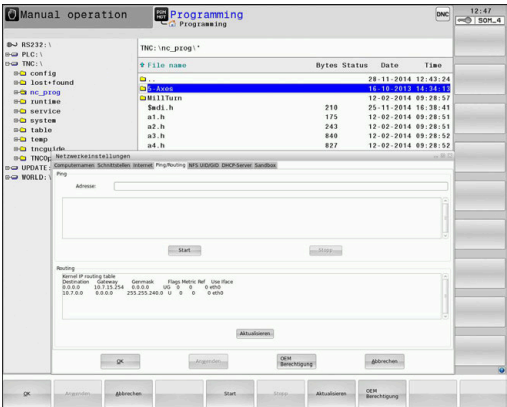 Manual operation
Programming
Programming
DNC
12:47
SOM_4
RS232:\
PLC:\
TNC:\
config
lost+found
nc_prog
runtime
service
system
table
temp
tncguide
UPDATE:
WORLD:\
TNC:\nc_prog\*
File name Bytes Status Date Time
.. 28-11-2014 12:43:24
5-Axes 16-10-2013 14:34:13
MillTurn 12-02-2014 09:28:57
$mdi.h 210 25-11-2014 16:38:41
a1.h 175 12-02-2014 09:28:51
a2.h 243 12-02-2014 09:28:51
a3.h 840 12-02-2014 09:28:52
a4.h 827 12-02-2014 09:28:52
Netzwerkeinstellungen
Computernamen Schnittstellen Internet Ping/Routing NFS UID/GID DHCP-Server Sandbox
Ping
Adresse:
Start Stopp
Routing
Kernel IP routing table
Destination Gateway Genmask Flags Metric Ref Use Iface
0.0.0.0 10.7.15.254 0.0.0.0 UG 0 0 0 eth0
10.7.0.0 0.0.0.0 255.255.240.0 U 0 0 0 eth0
Aktualisieren
OK Anwenden OEM Berechtigung Abbrechen
OK Anwenden Abbrechen Start Stopp Aktualisieren OEM Berechtigung